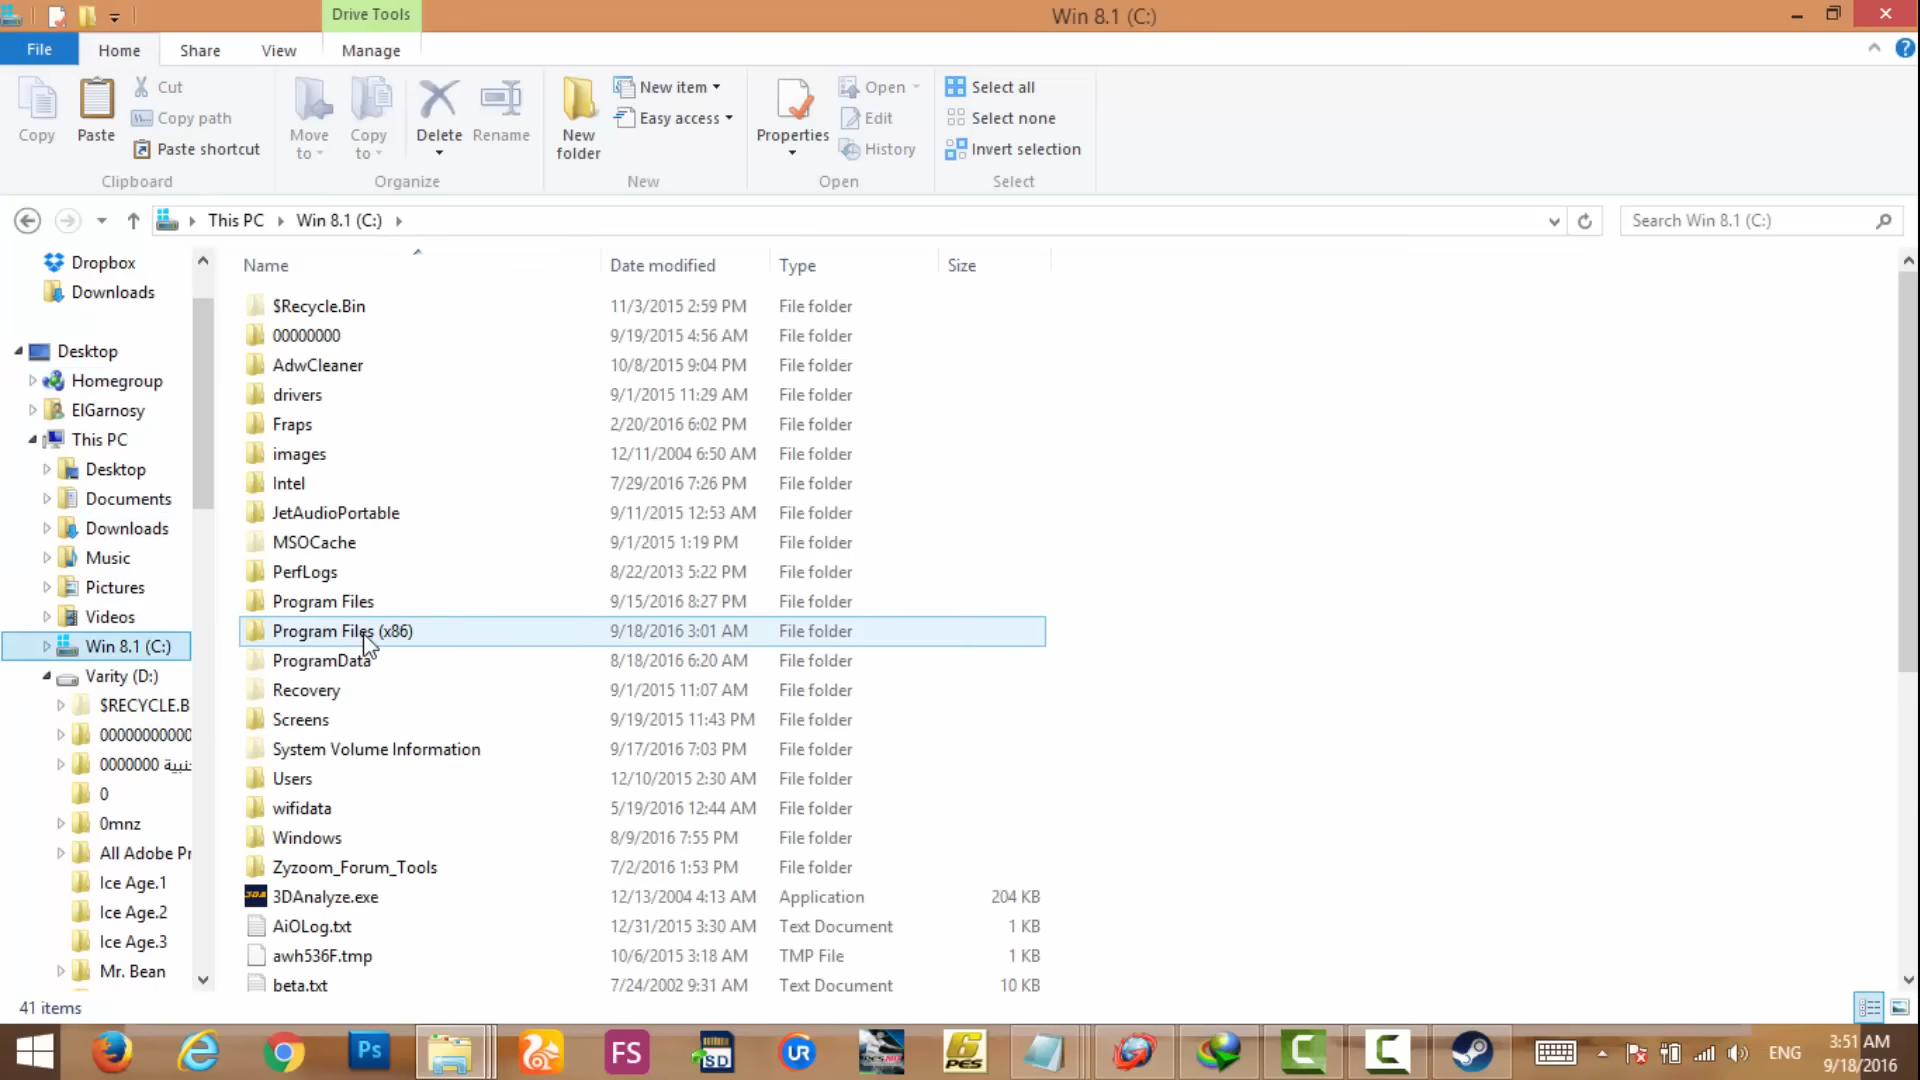 Drive Tools
Win 8.1 (C:)
File Home Share View Manage
Copy
Paste
Cut
Copy path
Paste shortcut
Clipboard
Move to
Copy to
Delete
Rename
Organize
New folder
New item
Easy access
New
Properties
Open
Edit
History
Open
Select all
Select none
Invert selection
Select
This PC Win 8.1 (C:)
Search Win 8.1 (C:)
Dropbox
Downloads
Desktop
Homegroup
ElGarnosy
This PC
Desktop
Documents
Downloads
Music
Pictures
Videos
Win 8.1 (C:)
Varity (D:)
$RECYCLE.B
00000000000
0000000
0
0mnz
All Adobe Pr
Ice Age.1
Ice Age.2
Ice Age.3
Mr. Bean
Name Date modified Type Size
$Recycle.Bin 11/3/2015 2:59 PM File folder
00000000 9/19/2015 4:56 AM File folder
AdwCleaner 10/8/2015 9:04 PM File folder
drivers 9/1/2015 11:29 AM File folder
Fraps 2/20/2016 6:02 PM File folder
images 12/11/2004 6:50 AM File folder
Intel 7/29/2016 7:26 PM File folder
JetAudioPortable 9/11/2015 12:53 AM File folder
MSOCache 9/1/2015 1:19 PM File folder
PerfLogs 8/22/2013 5:22 PM File folder
Program Files 9/15/2016 8:27 PM File folder
Program Files (x86) 9/18/2016 3:01 AM File folder
ProgramData 8/18/2016 6:20 AM File folder
Recovery 9/1/2015 11:07 AM File folder
Screens 9/19/2015 11:43 PM File folder
System Volume Information 9/17/2016 7:03 PM File folder
Users 12/10/2015 2:30 AM File folder
wifidata 5/19/2016 12:44 AM File folder
Windows 8/9/2016 7:55 PM File folder
Zyzoom_Forum_Tools 7/2/2016 1:53 PM File folder
3DAnalyze.exe 12/13/2004 4:13 AM Application 204 KB
AiOLog.txt 12/31/2015 3:30 AM Text Document 1 KB
awh536F.tmp 10/6/2015 3:18 AM TMP File 1 KB
beta.txt 7/24/2002 9:31 AM Text Document 10 KB
41 items
Ps
FS
SD
UR
6
PES
C
C
ENG
3:51 AM
9/18/2016